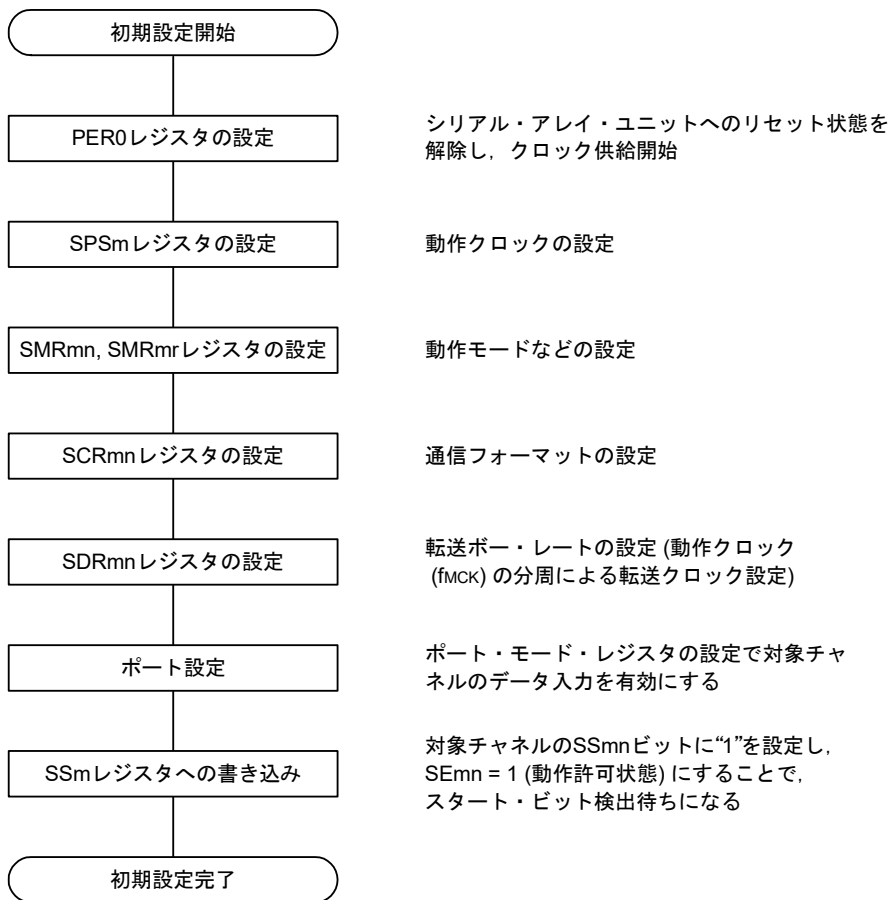 初期設定開始
PER0レジスタの設定
シリアル・アレイ・ユニットへのリセット状態を
解除し，クロック供給開始
SPSmレジスタの設定
動作クロックの設定
SMRmn, SMRmrレジスタの設定
動作モードなどの設定
SCRmnレジスタの設定
通信フォーマットの設定
SDRmnレジスタの設定
転送ボー・レートの設定 (動作クロック
(fMCK) の分周による転送クロック設定)
ポート設定
ポート・モード・レジスタの設定で対象チャ
ネルのデータ入力を有効にする
SSmレジスタへの書き込み
対象チャネルのSSmnビットに“1”を設定し，
SEmn = 1 (動作許可状態) にすることで，
スタート・ビット検出待ちになる
初期設定完了